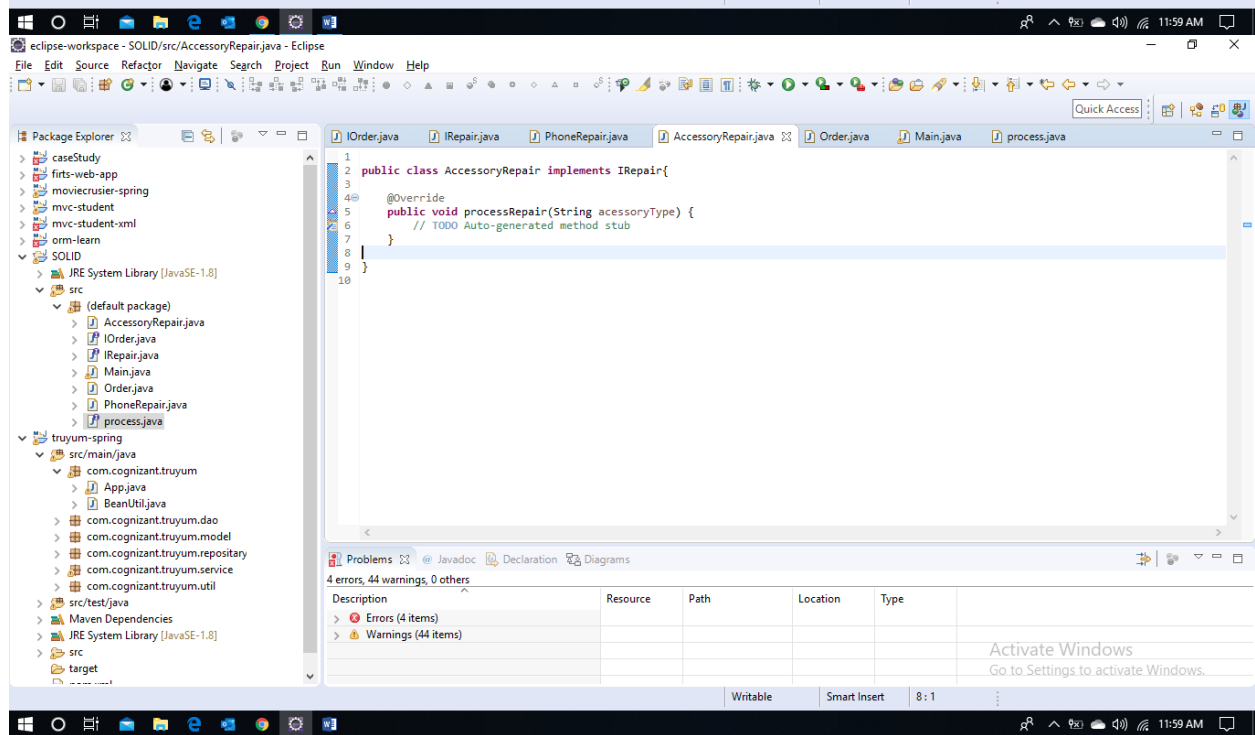 11:59 AM
eclipse-workspace - SOLID/src/AccessoryRepair.java - Eclipse
File Edit Source Refactor Navigate Search Project Run Window Help
Quick Access
Package Explorer
caseStudy
firts-web-app
moviecrusier-spring
mvc-student
mvc-student-xml
orm-learn
SOLID
JRE System Library [JavaSE-1.8]
src
(default package)
AccessoryRepair.java
IOrder.java
IRepair.java
Main.java
Order.java
PhoneRepair.java
process.java
truyum-spring
src/main/java
com.cognizant.truyum
App.java
BeanUtil.java
com.cognizant.truyum.dao
com.cognizant.truyum.model
com.cognizant.truyum.repositary
com.cognizant.truyum.service
com.cognizant.truyum.util
src/test/java
Maven Dependencies
JRE System Library [JavaSE-1.8]
src
target
IOrder.java IRepair.java PhoneRepair.java AccessoryRepair.java Order.java Main.java process.java
1
2 public class AccessoryRepair implements IRepair{
3
4 @Override
5 public void processRepair(String acessoryType) {
6 // TODO Auto-generated method stub
7 }
8
9 }
10
Problems @ Javadoc Declaration Diagrams
4 errors, 44 warnings, 0 others
Description Resource Path Location Type
Errors (4 items)
Warnings (44 items)
Activate Windows
Go to Settings to activate Windows.
Writable Smart Insert 8 : 1
11:59 AM